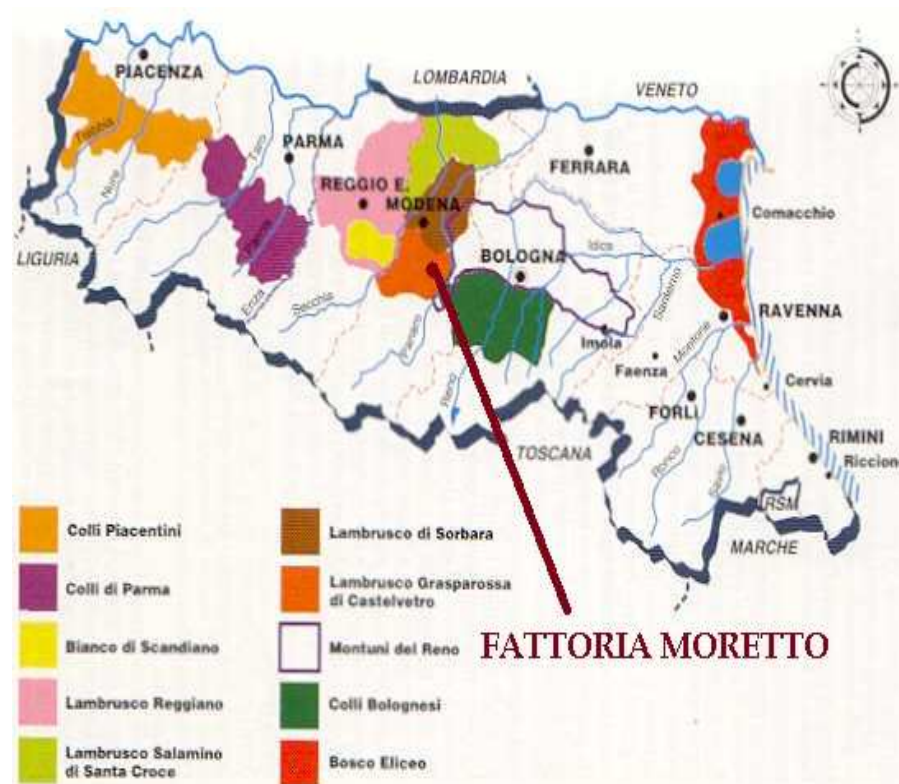 PIACENZA
LOMBARDIA
VENETO
Trebbia
Nure
Taro
PARMA
FERRARA
REGGIO E.
MODENA
Comacchio
BOLOGNA
Idice
LIGURIA
Enza
Secchia
Santerno
RAVENNA
Panaro
Imola
Montone
Faenza
Cervia
Reno
FORLÌ
CESENA
RIMINI
TOSCANA
Riccione
Ronco
Savio
RSM
MARCHE
Colli Piacentini
Lambrusco di Sorbara
Colli di Parma
Lambrusco Grasparossa
di Castelvetro
Bianco di Scandiano
Montuni del Reno
FATTORIA MORETTO
Lambrusco Reggiano
Colli Bolognesi
Lambrusco Salamino
di Santa Croce
Bosco Eliceo